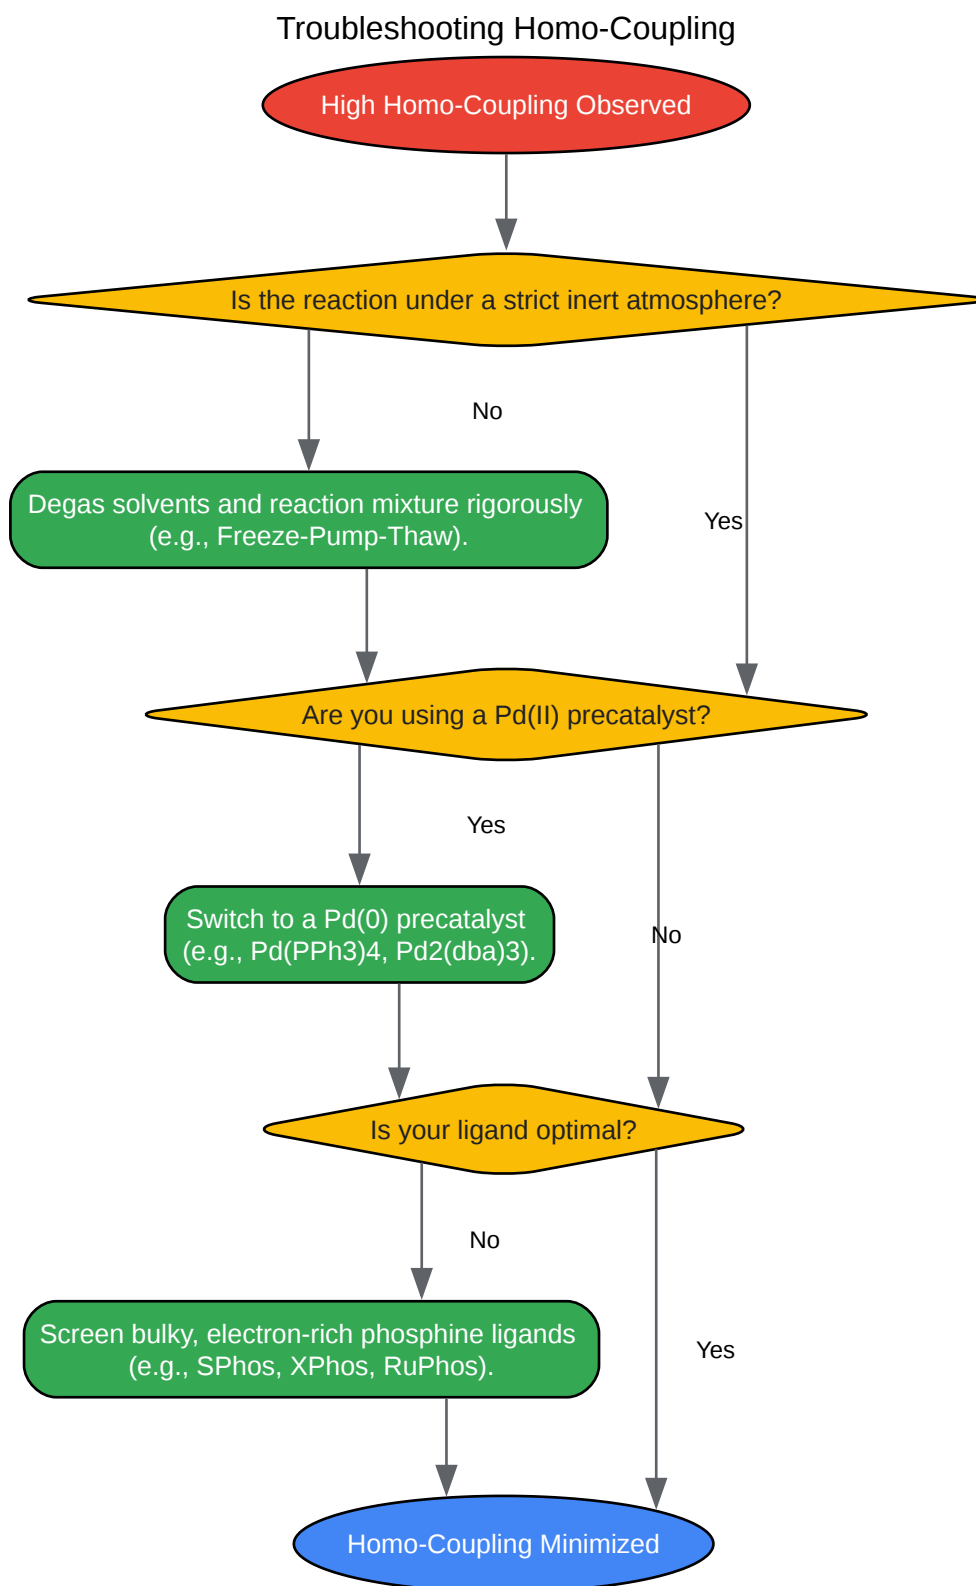 Troubleshooting Homo-Coupling
High Homo-Coupling Observed
Is the reaction under a strict inert atmosphere?
No
Degas solvents and reaction mixture rigorously
(e.g., Freeze-Pump-Thaw).
Yes
Are you using a Pd(II) precatalyst?
Yes
Switch to a Pd(0) precatalyst
(e.g., Pd(PPh3)4, Pd2(dba)3).
No
Is your ligand optimal?
No
Screen bulky, electron-rich phosphine ligands
(e.g., SPhos, XPhos, RuPhos).
Yes
Homo-Coupling Minimized